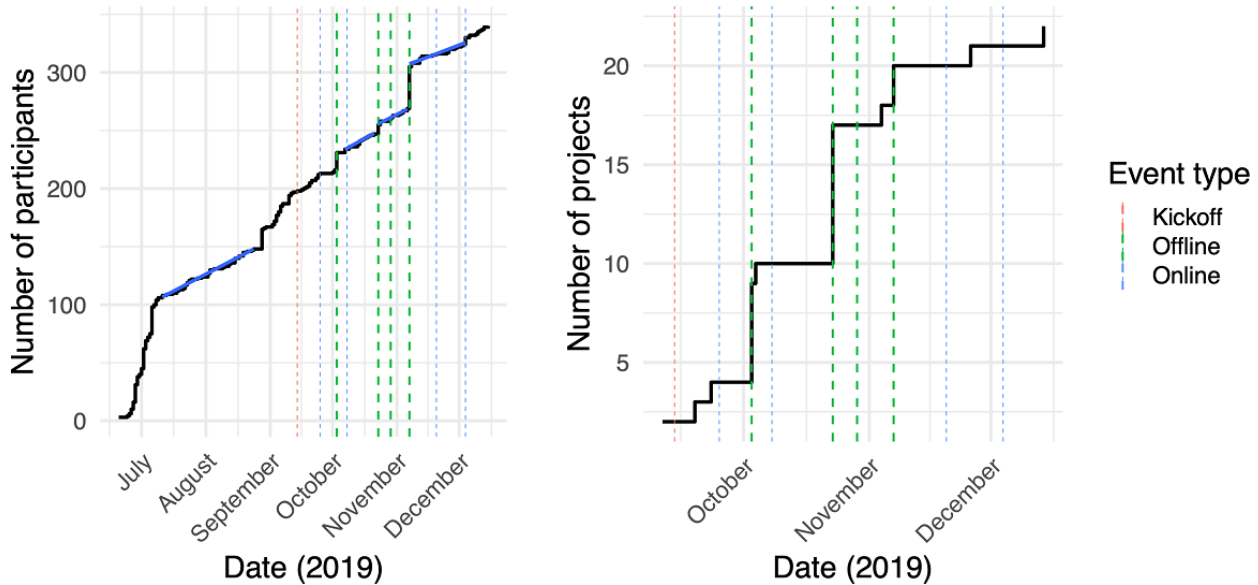 Number of participants
300
200
100
0
July
August
September
October
November
December
Date (2019)
Number of projects
20
15
10
5
October
November
December
Date (2019)
Event type
Kickoff
Offline
Online